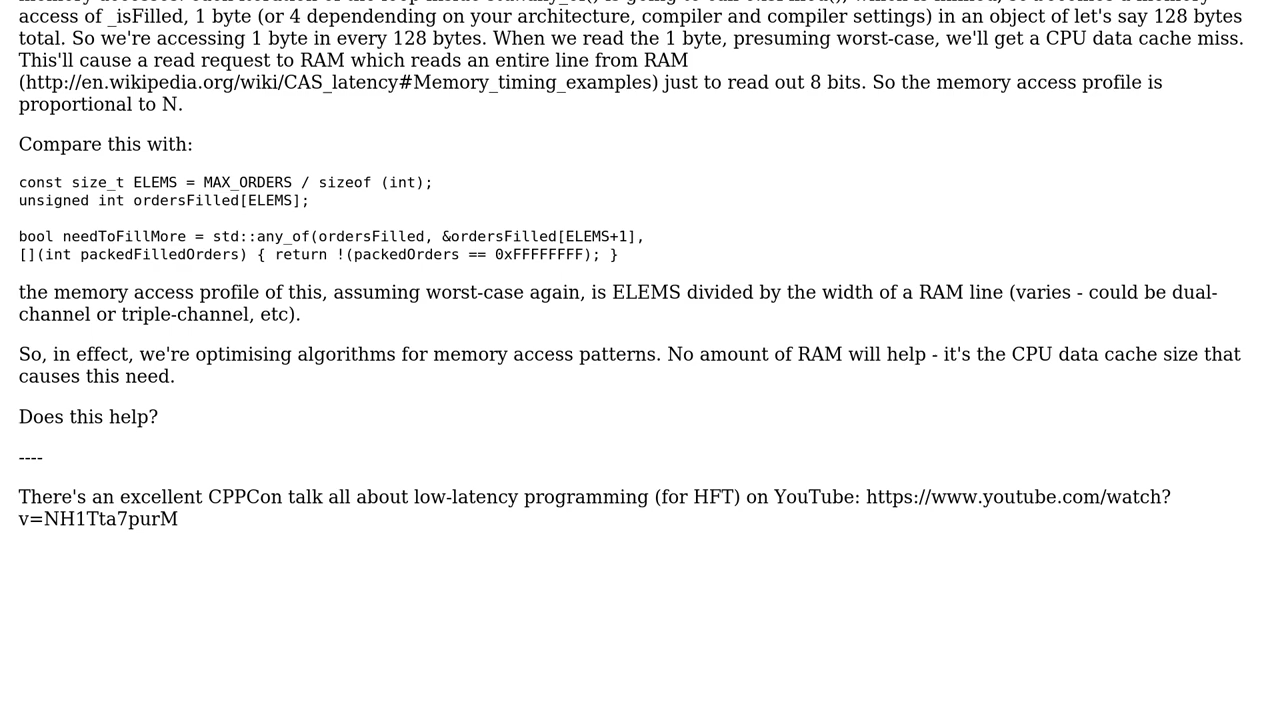 access of _isFilled, 1 byte (or 4 dependending on your architecture, compiler and compiler settings) in an object of let's say 128 bytes
total. So we're accessing 1 byte in every 128 bytes. When we read the 1 byte, presuming worst-case, we'll get a CPU data cache miss.
This'll cause a read request to RAM which reads an entire line from RAM
(http://en.wikipedia.org/wiki/CAS_latency#Memory_timing_examples) just to read out 8 bits. So the memory access profile is
proportional to N.
Compare this with:
const size_t ELEMS = MAX_ORDERS / sizeof (int);
unsigned int ordersFilled[ELEMS];
bool needToFillMore = std::any_of(ordersFilled, &ordersFilled[ELEMS+1],
[](int packedFilledOrders) { return !(packedOrders == 0xFFFFFFFF); }
the memory access profile of this, assuming worst-case again, is ELEMS divided by the width of a RAM line (varies - could be dual-
channel or triple-channel, etc).
So, in effect, we're optimising algorithms for memory access patterns. No amount of RAM will help - it's the CPU data cache size that
causes this need.
Does this help?
----
There's an excellent CPPCon talk all about low-latency programming (for HFT) on YouTube: https://www.youtube.com/watch?
v=NH1Tta7purM